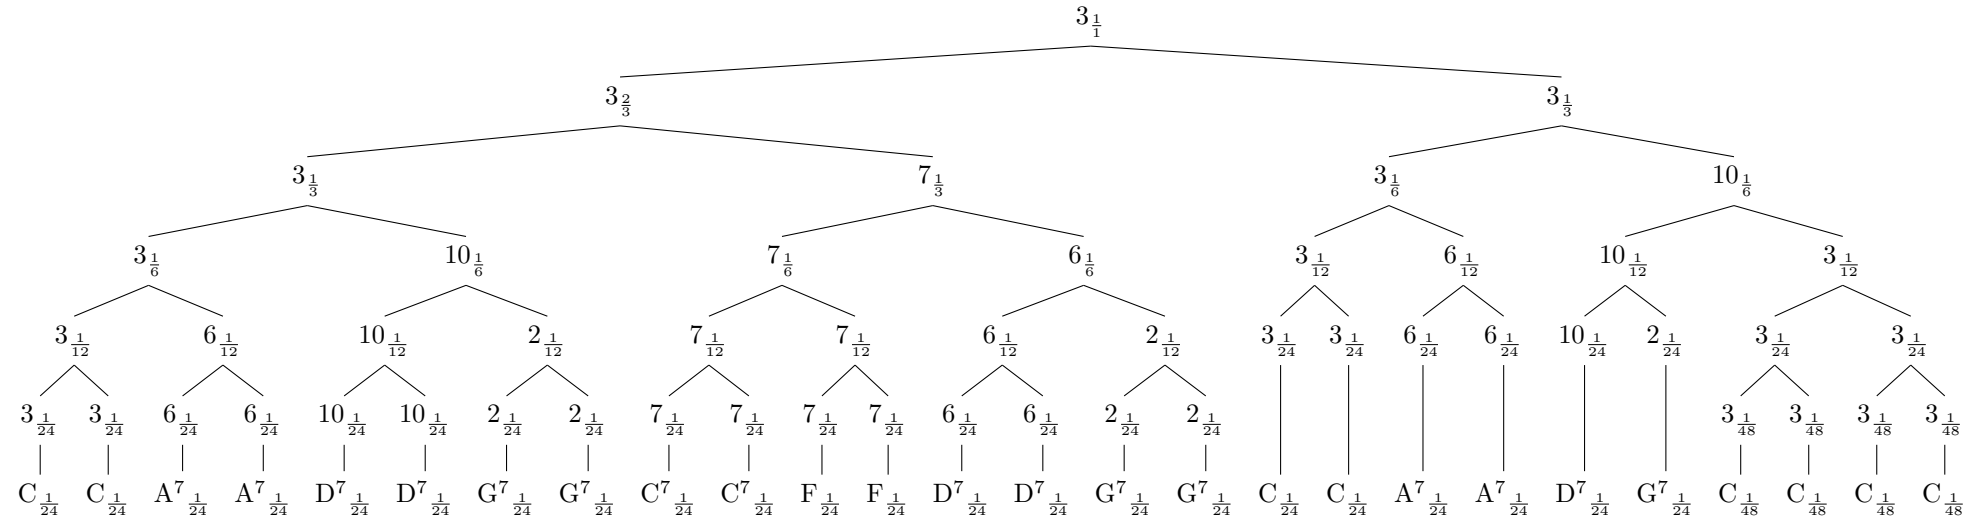 3 1/1
3 2/3 3 1/3
3 1/3 7 1/3 3 1/6 10 1/6
3 1/6 10 1/6 7 1/6 6 1/6 3 1/12 6 1/12 10 1/12 3 1/12
3 1/12 6 1/12 10 1/12 2 1/12 7 1/12 7 1/12 6 1/12 2 1/12 3 1/24 3 1/24 6 1/24 6 1/24 10 1/24 2 1/24 3 1/24 3 1/24
3 1/24 3 1/24 6 1/24 6 1/24 10 1/24 10 1/24 2 1/24 2 1/24 7 1/24 7 1/24 7 1/24 7 1/24 6 1/24 6 1/24 2 1/24 2 1/24 3 1/48 3 1/48 3 1/48 3 1/48
C 1/24 C 1/24 A⁷ 1/24 A⁷ 1/24 D⁷ 1/24 D⁷ 1/24 G⁷ 1/24 G⁷ 1/24 C⁷ 1/24 C⁷ 1/24 F 1/24 F 1/24 D⁷ 1/24 D⁷ 1/24 G⁷ 1/24 G⁷ 1/24 C 1/24 C 1/24 A⁷ 1/24 A⁷ 1/24 D⁷ 1/24 G⁷ 1/24 C 1/48 C 1/48 C 1/48 C 1/48